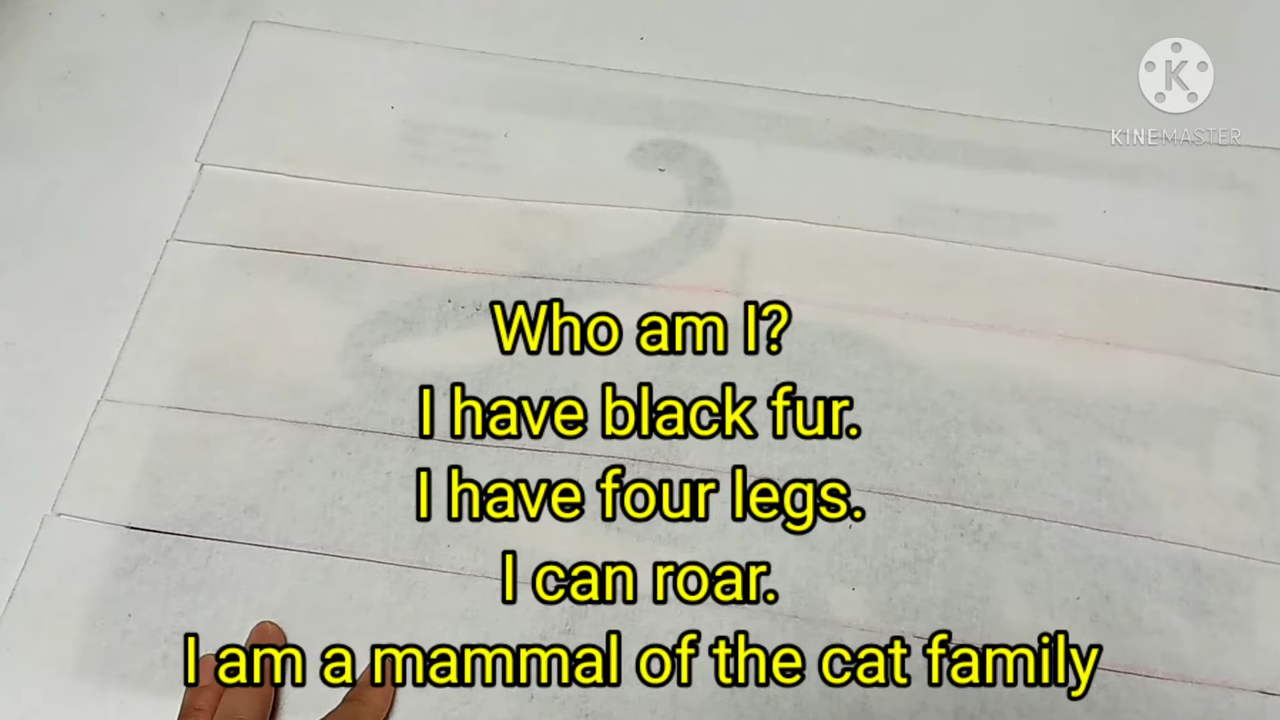 K
KINEMASTER
Who am I?
I have black fur.
I have four legs.
I can roar.
I am a mammal of the cat family